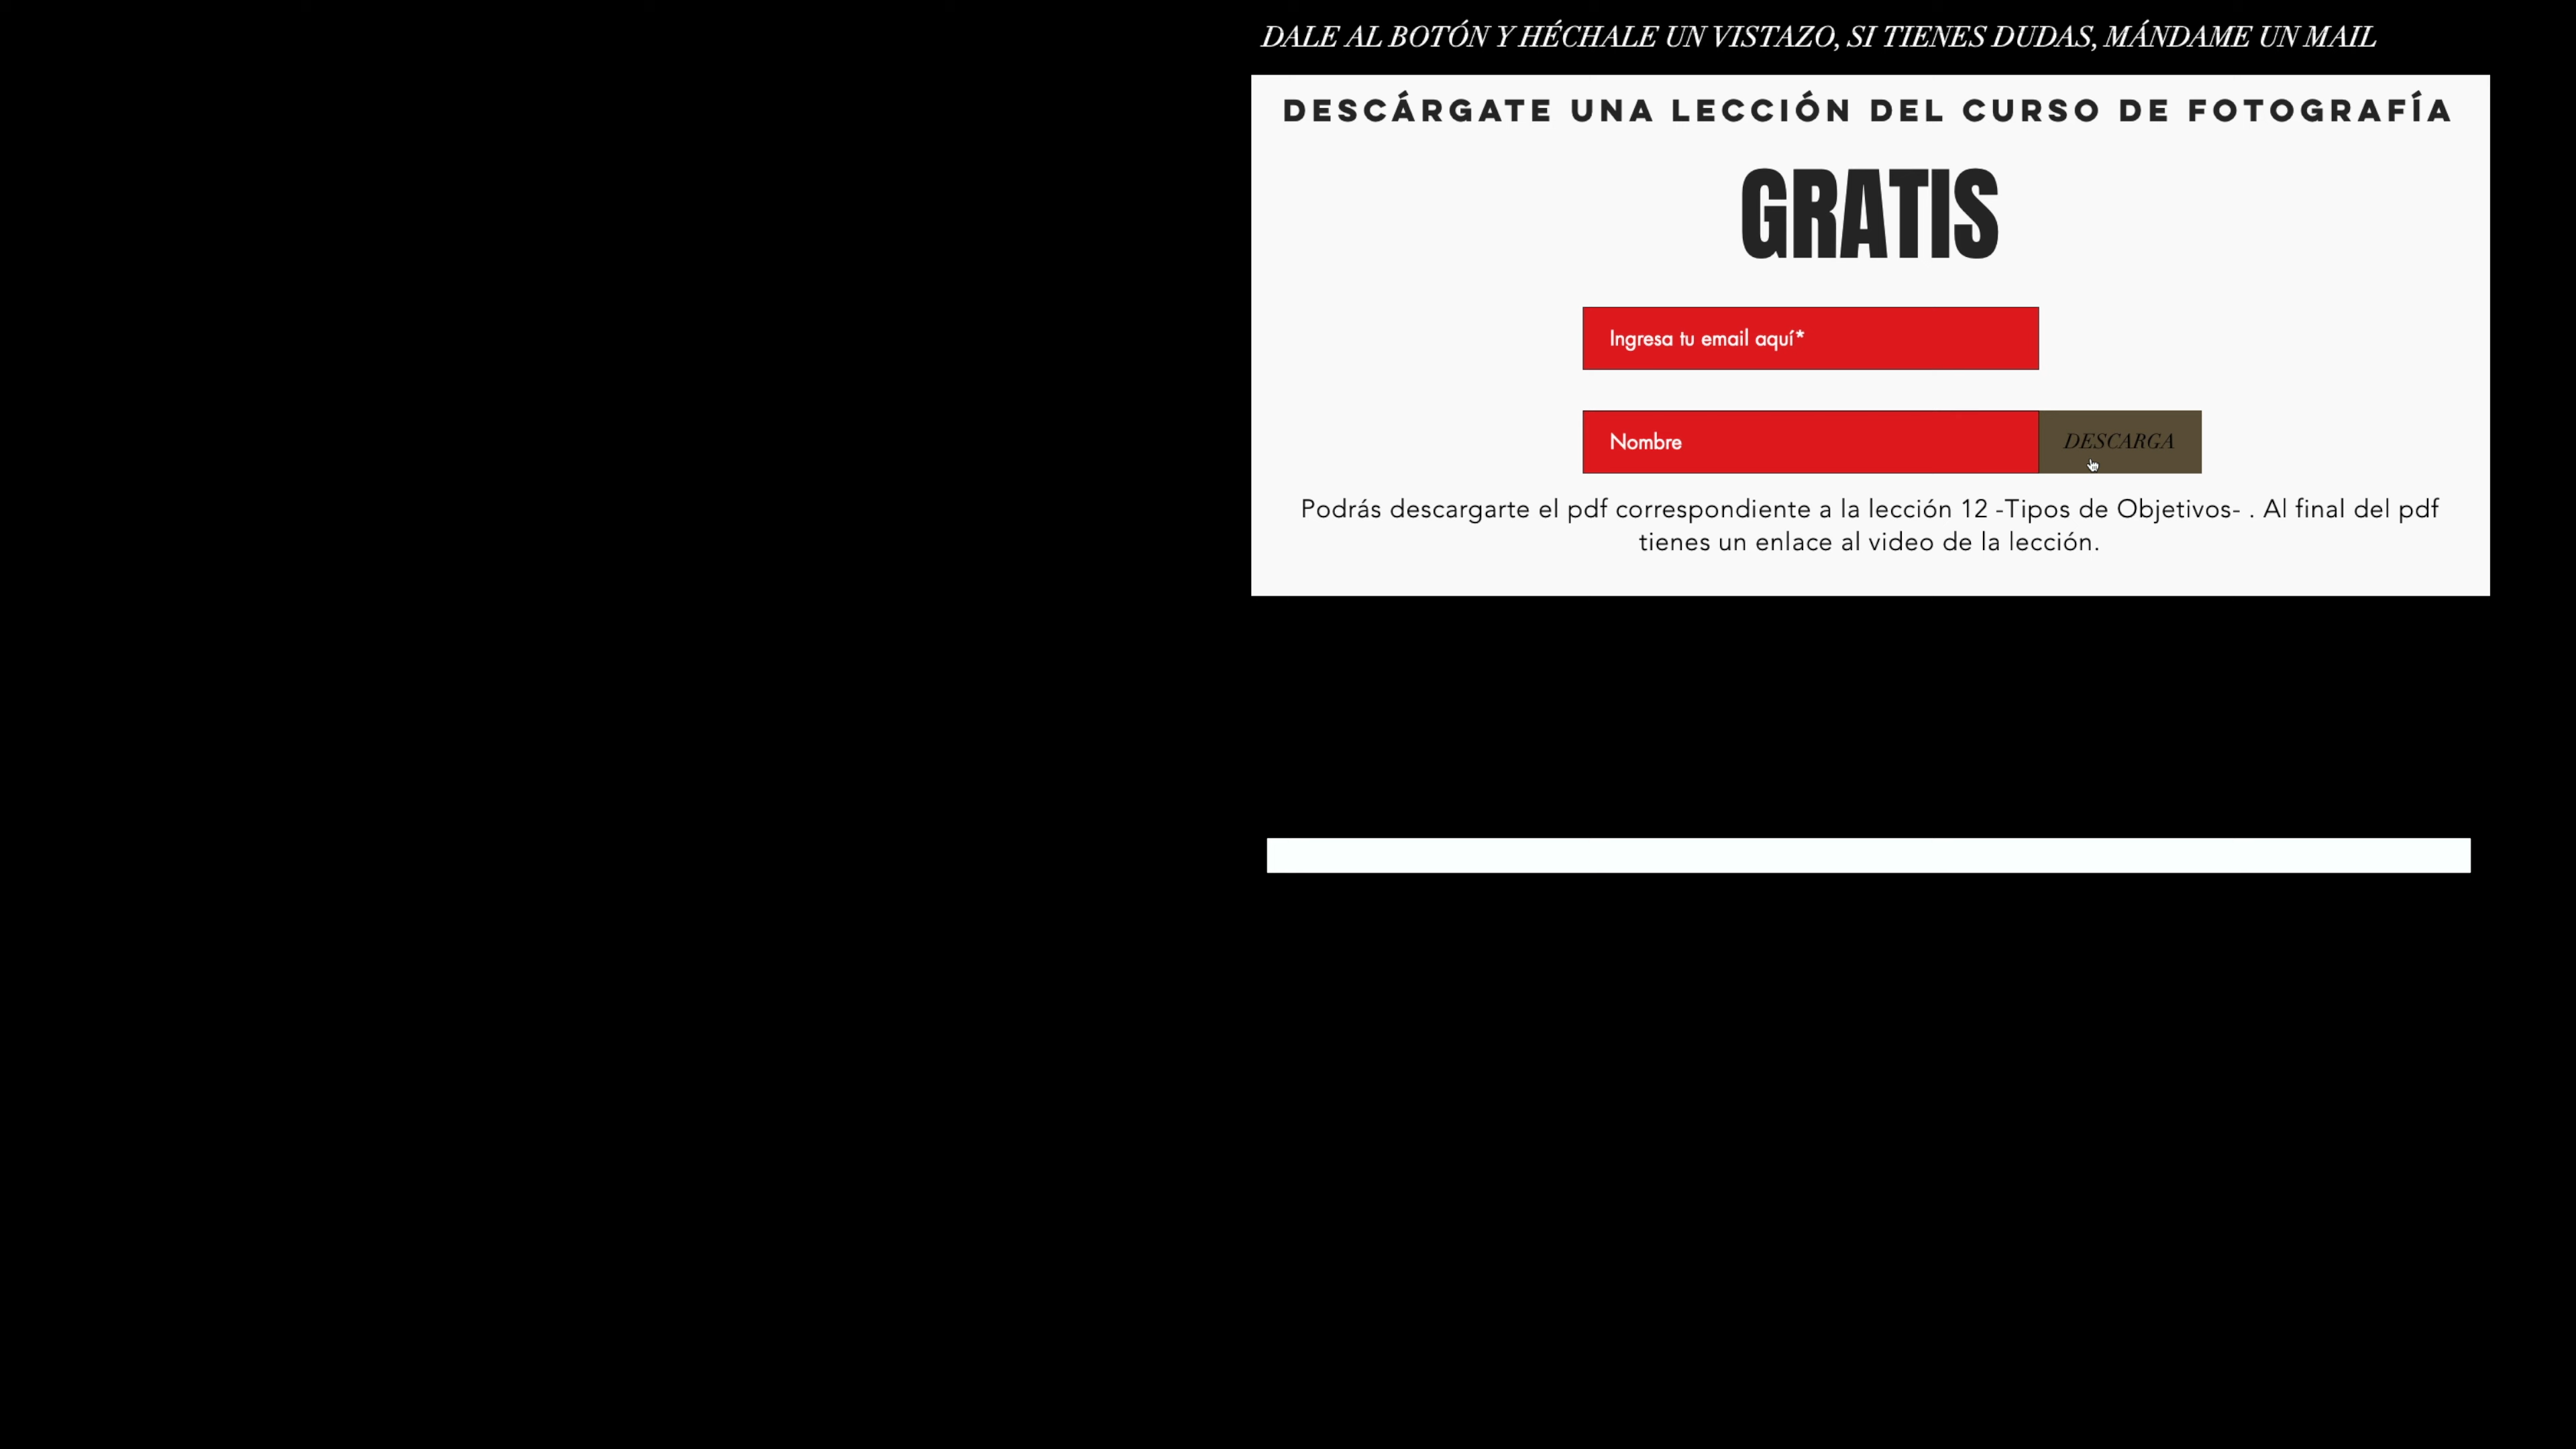 DALE AL BOTÓN Y HÉCHALE UN VISTAZO, SI TIENES DUDAS, MÁNDAME UN MAIL
DESCÁRGATE UNA LECCIÓN DEL CURSO DE FOTOGRAFÍA
GRATIS
Ingresa tu email aquí*
Nombre
DESCARGA
Podrás descargarte el pdf correspondiente a la lección 12 -Tipos de Objetivos- . Al final del pdf
tienes un enlace al video de la lección.